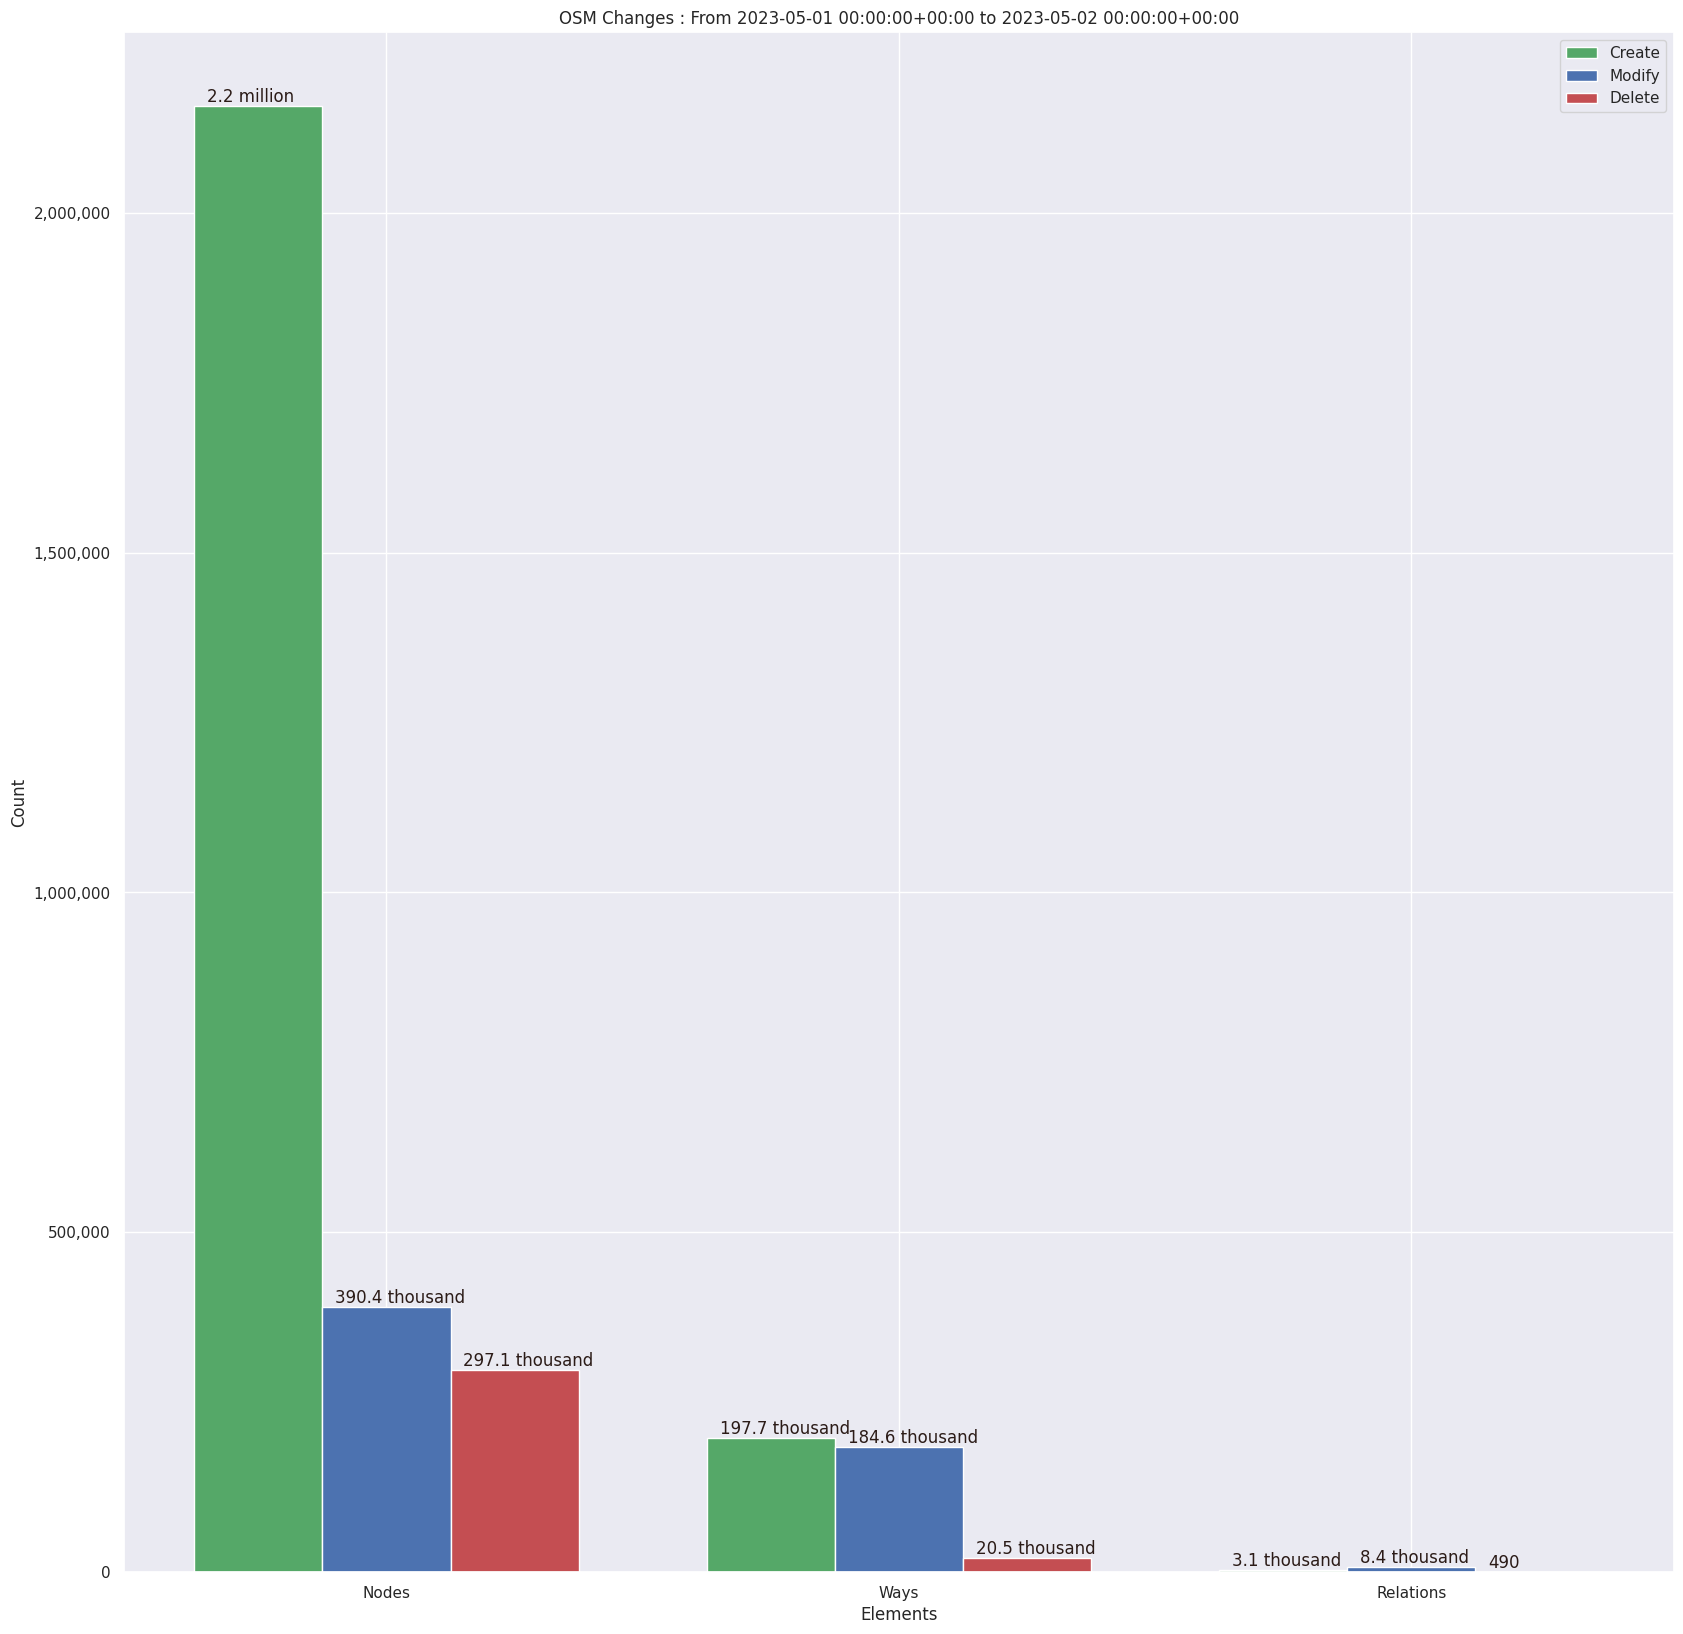 OSM Changes : From 2023-05-01 00:00:00+00:00 to 2023-05-02 00:00:00+00:00
Create
Modify
Delete
2.2 million
2,000,000
1,500,000
1,000,000
500,000
0
Count
390.4 thousand
297.1 thousand
197.7 thousand
184.6 thousand
20.5 thousand
3.1 thousand
8.4 thousand
490
Nodes
Ways
Relations
Elements